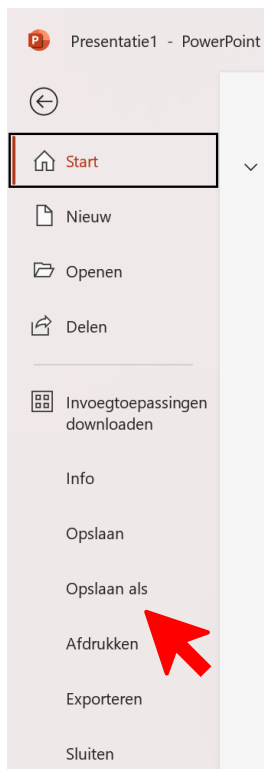 P Presentatie1 - PowerPoint
Start
Nieuw
Openen
Delen
Invoegtoepassingen
downloaden
Info
Opslaan
Opslaan als
Afdrukken
Exporteren
Sluiten